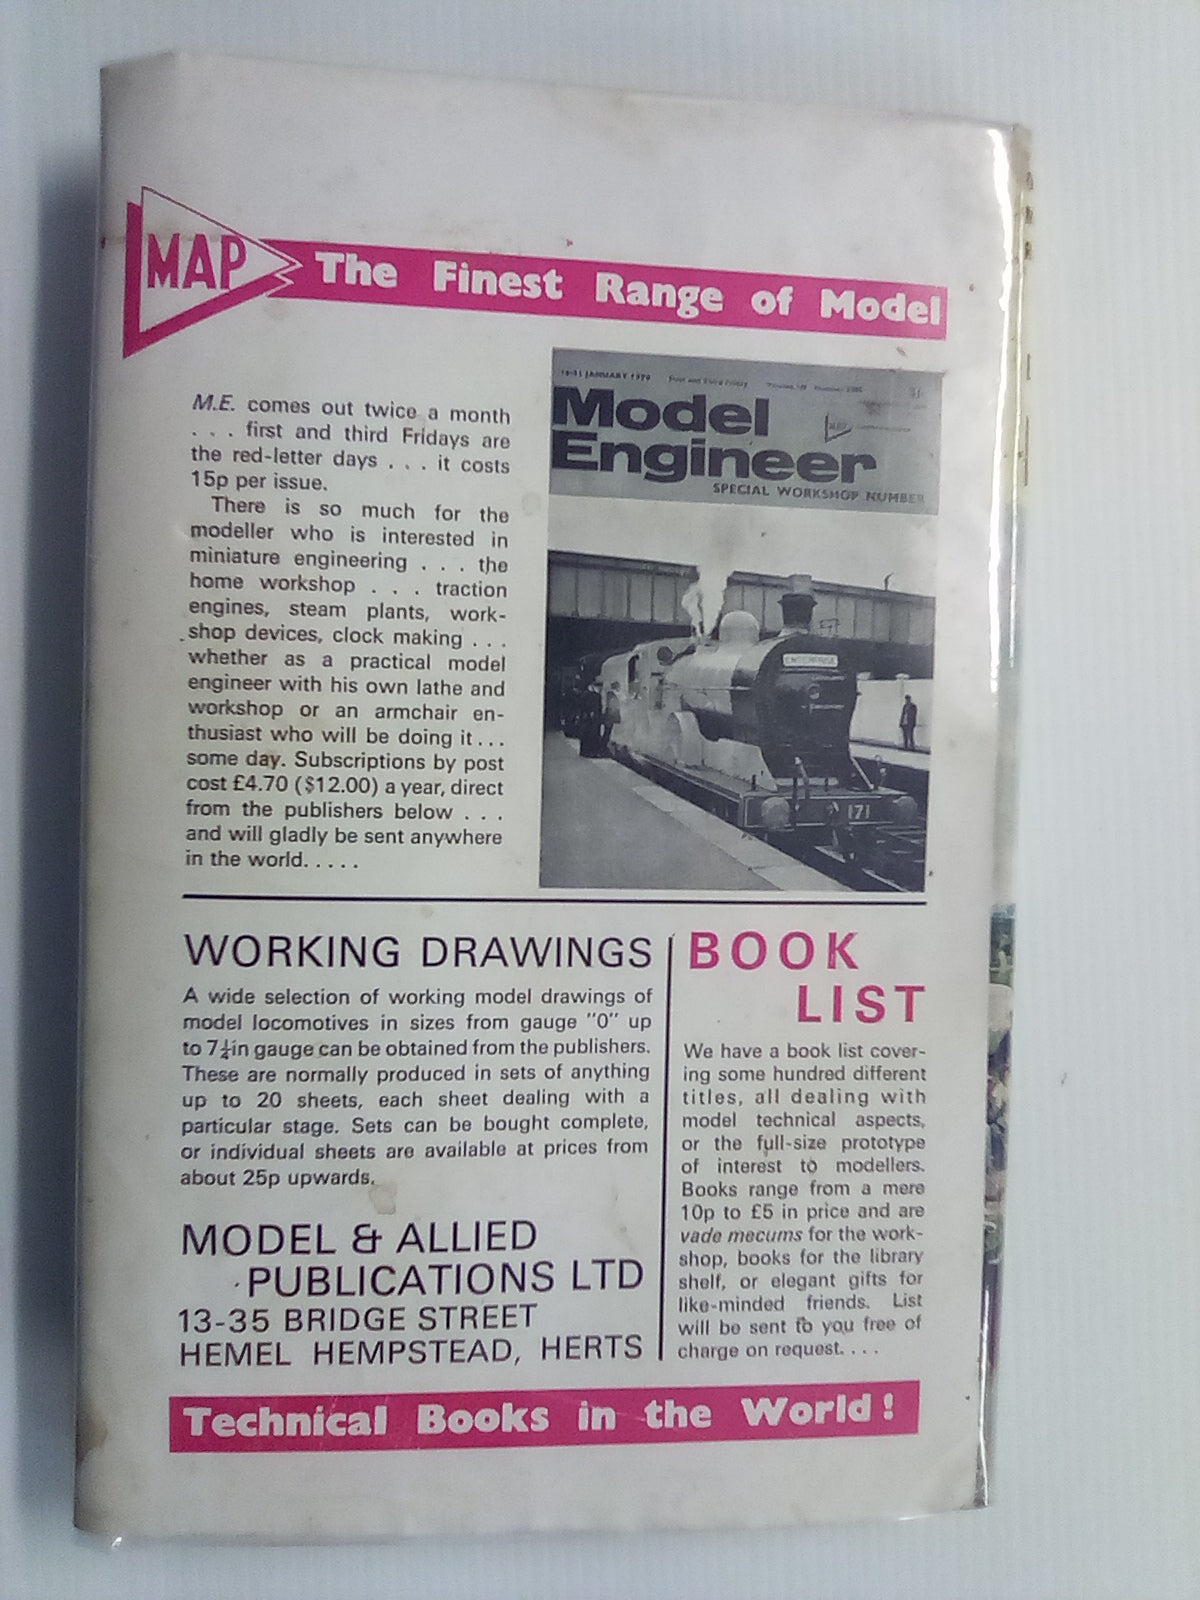 MAP
The Finest Range of Model
M.E. comes out twice a month
. . . first and third Fridays are
the red-letter days . . . it costs
15p per issue.
There is so much for the
modeller who is interested in
miniature engineering . . . the
home workshop . . . traction
engines, steam plants, work-
shop devices, clock making . . .
whether as a practical model
engineer with his own lathe and
workshop or an armchair en-
thusiast who will be doing it . . .
some day. Subscriptions by post
cost £4.70 ($12.00) a year, direct
from the publishers below . . .
and will gladly be sent anywhere
in the world. . . . .
JANUARY 1970
Model
Engineer
SPECIAL WORKSHOP NUMBER
ENTERPRISE
171
WORKING DRAWINGS
A wide selection of working model drawings of
model locomotives in sizes from gauge "0" up
to 7¼in gauge can be obtained from the publishers.
These are normally produced in sets of anything
up to 20 sheets, each sheet dealing with a
particular stage. Sets can be bought complete,
or individual sheets are available at prices from
about 25p upwards.
MODEL & ALLIED
PUBLICATIONS LTD
13-35 BRIDGE STREET
HEMEL HEMPSTEAD, HERTS
BOOK
LIST
We have a book list cover-
ing some hundred different
titles, all dealing with
model technical aspects,
or the full-size prototype
of interest to modellers.
Books range from a mere
10p to £5 in price and are
vade mecums for the work-
shop, books for the library
shelf, or elegant gifts for
like-minded friends. List
will be sent to you free of
charge on request. . . .
Technical Books in the World!